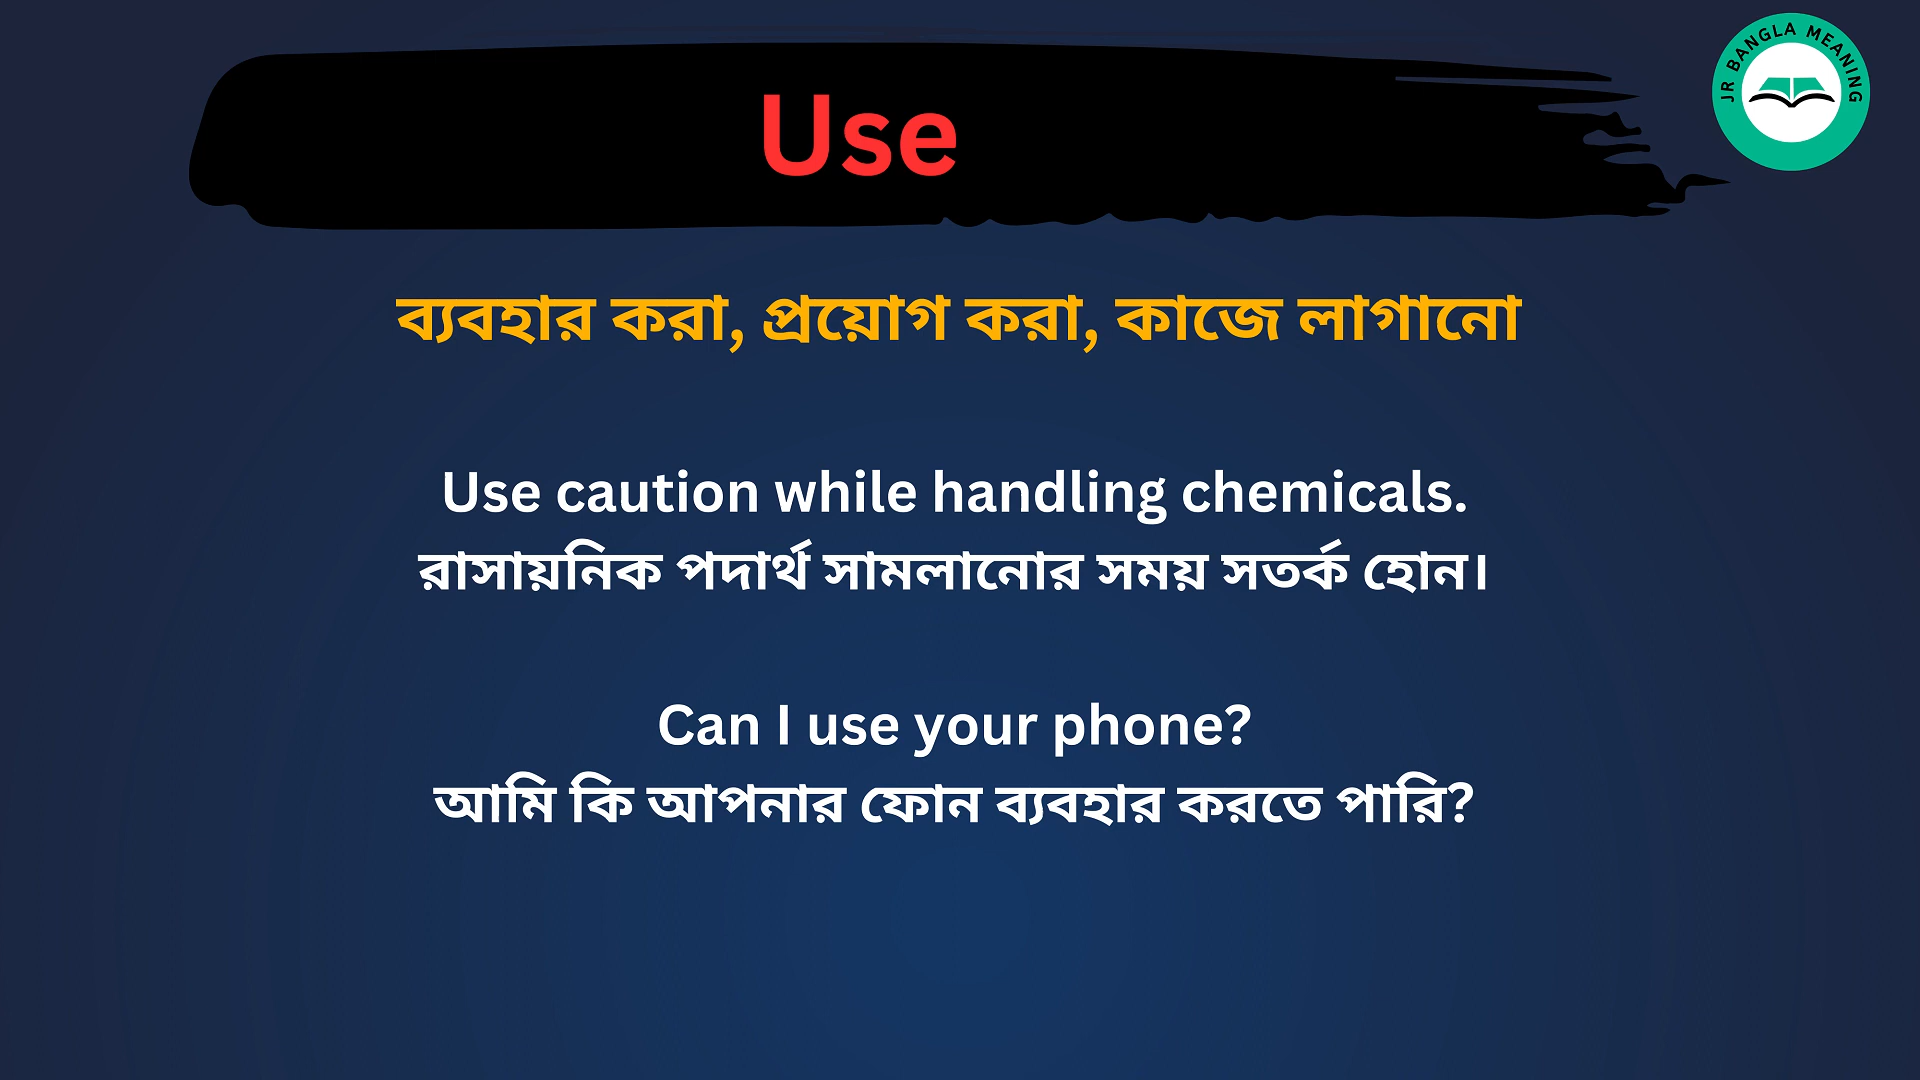 JR BANGLA MEANING
Use
ব্যবহার করা, প্রয়োগ করা, কাজে লাগানো
Use caution while handling chemicals.
রাসায়নিক পদার্থ সামলানোর সময় সতর্ক হোন।
Can I use your phone?
আমি কি আপনার ফোন ব্যবহার করতে পারি?